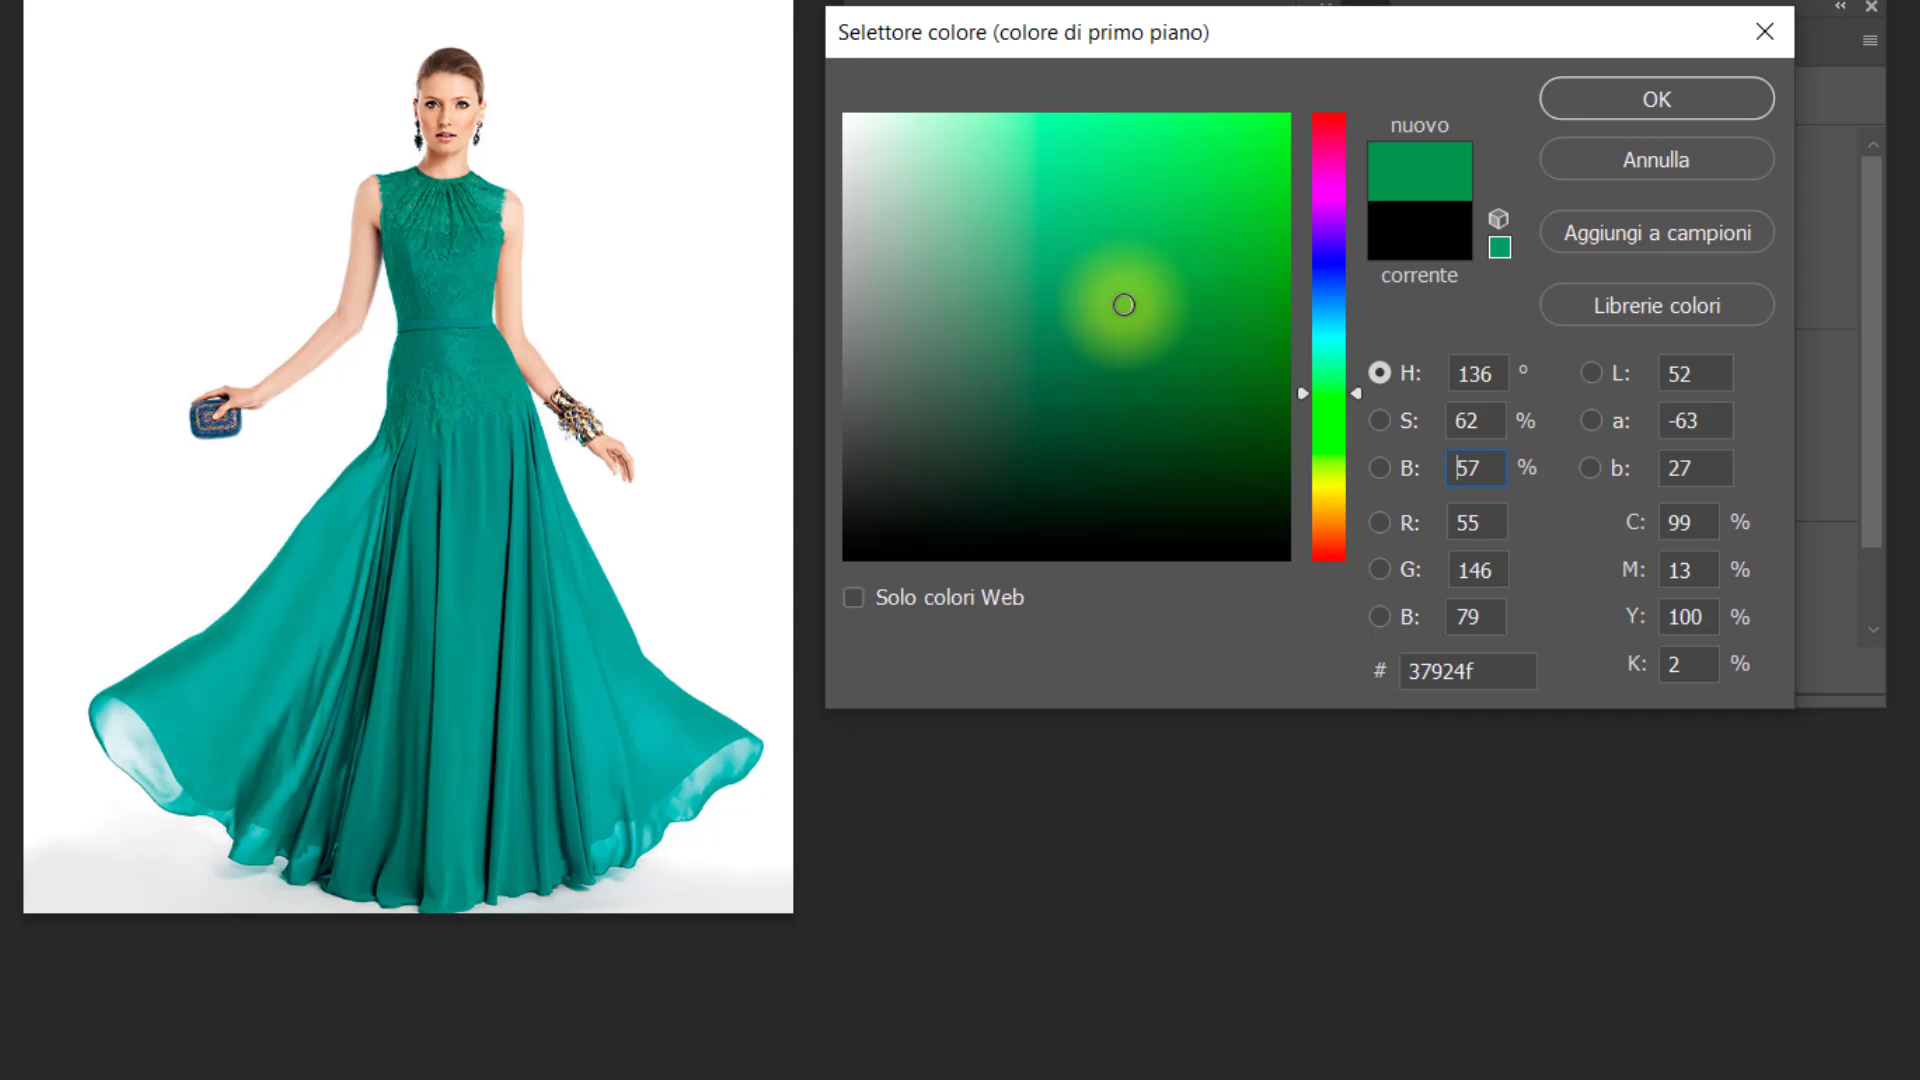 Selettore colore (colore di primo piano)
OK
nuovo
Annulla
Aggiungi a campioni
corrente
Librerie colori
H: 136 ° L: 52
S: 62 % a: -63
B: 57 % b: 27
R: 55 C: 99 %
G: 146 M: 13 %
Solo colori Web
B: 79 Y: 100 %
# 37924f K: 2 %